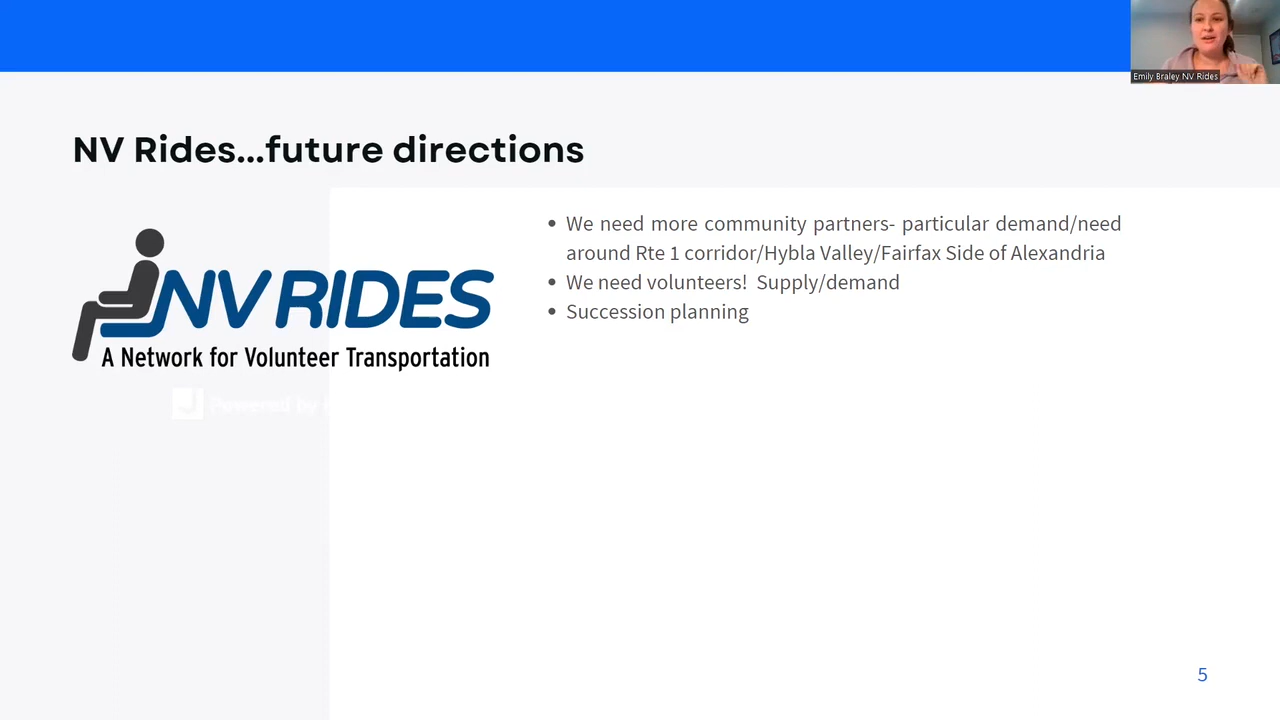 Emily Braley NV Rides
NV Rides...future directions
NV RIDES
A Network for Volunteer Transportation
Powered by
• We need more community partners- particular demand/need
around Rte 1 corridor/Hybla Valley/Fairfax Side of Alexandria
• We need volunteers!  Supply/demand
• Succession planning
5